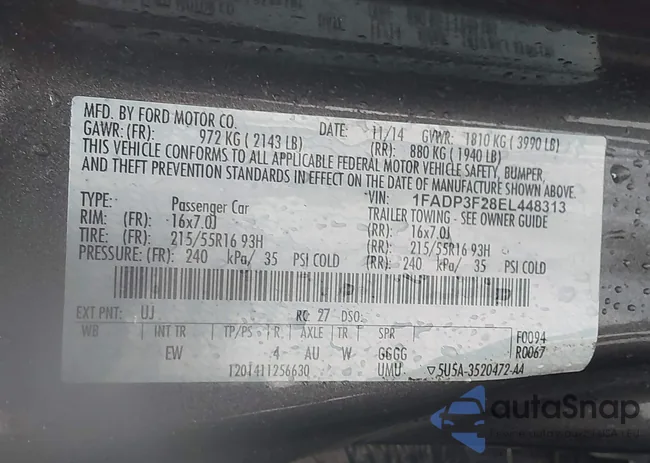 MFD. BY FORD MOTOR CO.
DATE: 11/14 GVWR: 1810 KG ( 3990 LB)
GAWR: (FR): 972 KG ( 2143 LB) (RR): 880 KG ( 1940 LB)
THIS VEHICLE CONFORMS TO ALL APPLICABLE FEDERAL MOTOR VEHICLE SAFETY, BUMPER,
AND THEFT PREVENTION STANDARDS IN EFFECT ON THE DATE OF MANUFACTURE SHOWN ABOVE.
VIN: 1FADP3F28EL448313
TYPE: Passenger Car TRAILER TOWING - SEE OWNER GUIDE
RIM: (FR): 16x7.0J (RR): 16x7.0J
TIRE: (FR): 215/55R16 93H (RR): 215/55R16 93H
PRESSURE: (FR): 240 kPa/ 35 PSI COLD (RR): 240 kPa/ 35 PSI COLD
EXT PNT: UJ RC: 27 DSO:
WB INT TR TP/PS R. AXLE TR. SPR F0094
EW 4 AU W GGGG R0067
T201411256630 UMU ▽5U5A-3520472-AA
autaSnap